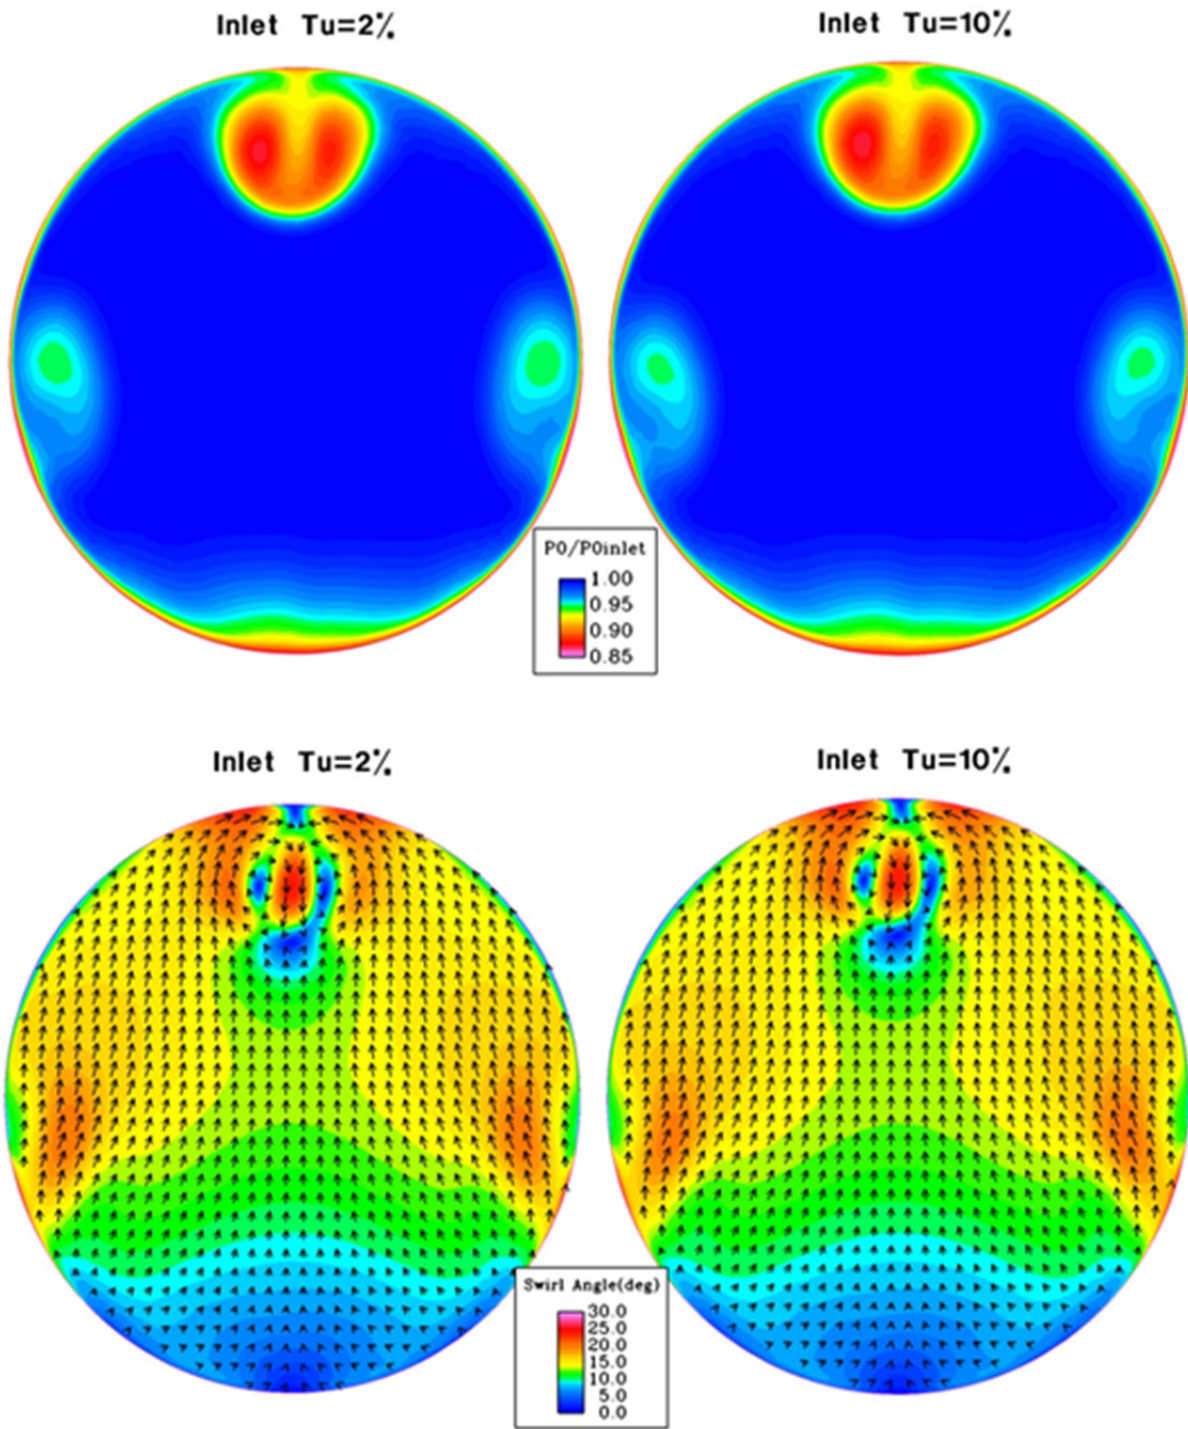 Inlet Tu=2%
Inlet Tu=10%
P0/P0inlet
1.00
0.95
0.90
0.85
Inlet Tu=2%
Inlet Tu=10%
Swirl Angle(deg)
30.0
25.0
20.0
15.0
10.0
5.0
0.0